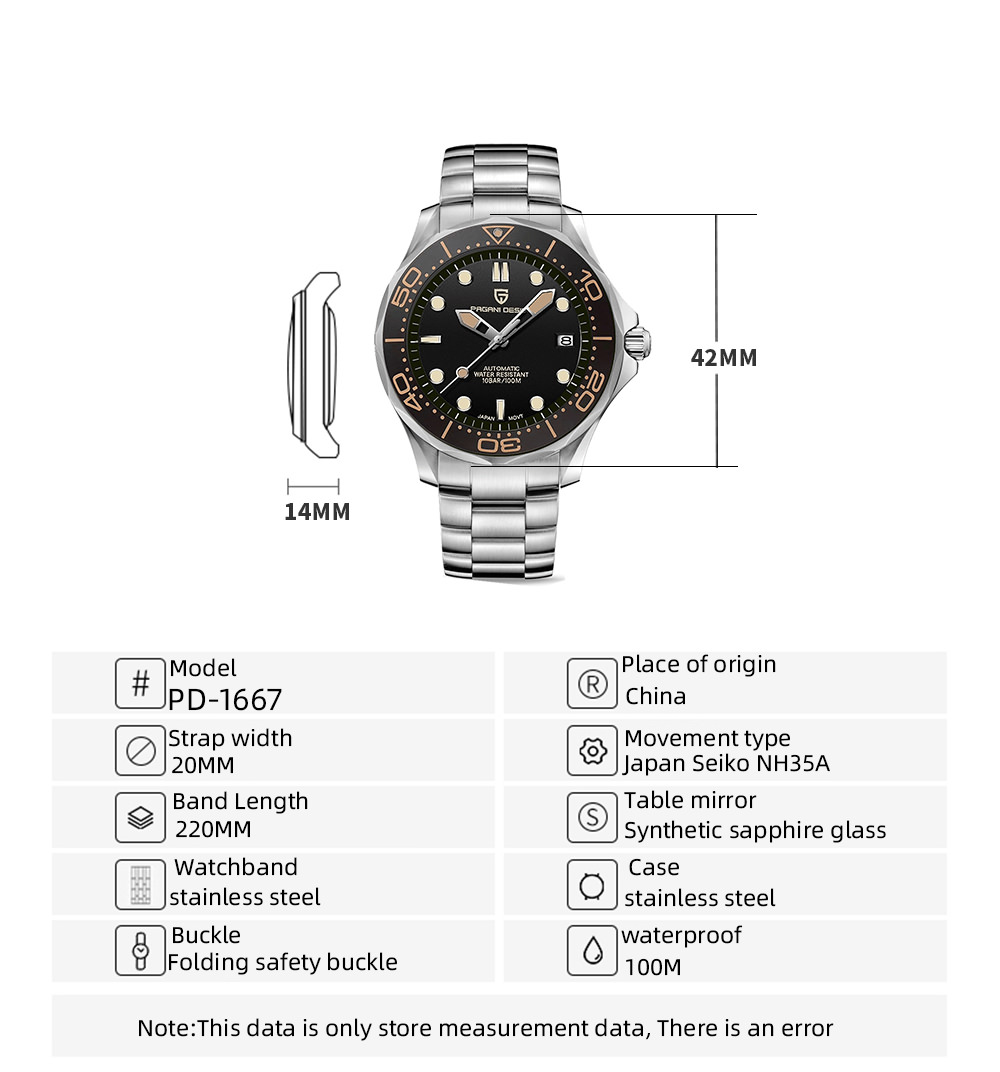 50
10
PAGANI DESI
8
42MM
AUTOMATIC
WATER RESISTANT
10BAR/100M
40
20
JAPAN MOVT
30
14MM
Model
PD-1667
Place of origin
China
Strap width
20MM
Movement type
Japan Seiko NH35A
Band Length
220MM
Table mirror
Synthetic sapphire glass
Watchband
stainless steel
Case
stainless steel
Buckle
Folding safety buckle
waterproof
100M
Note:This data is only store measurement data, There is an error